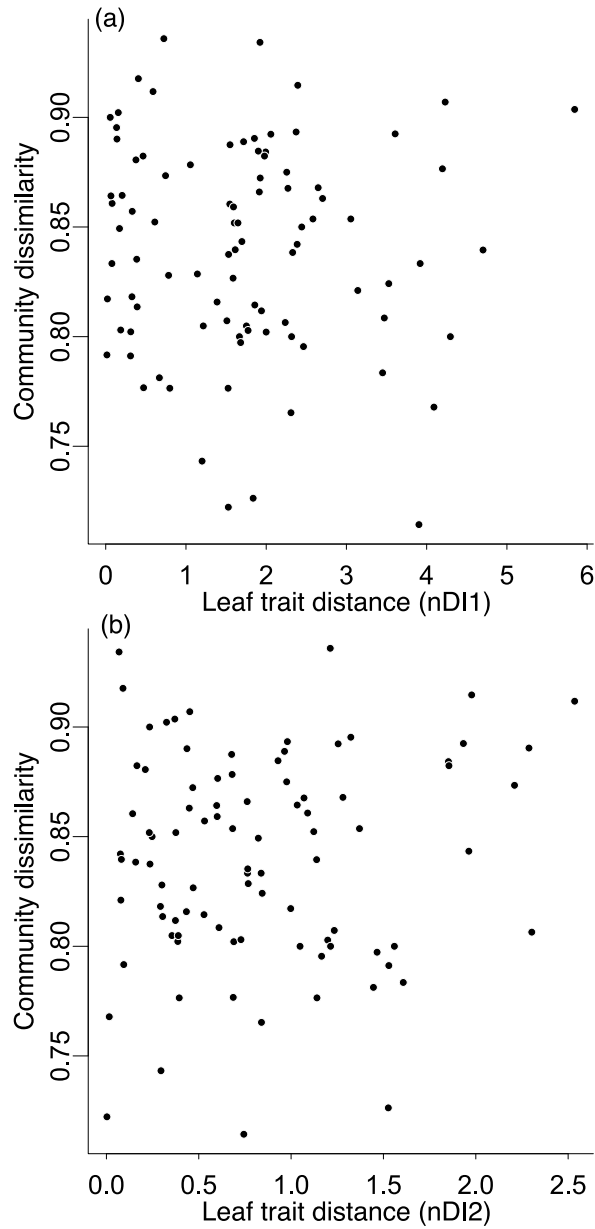 (a)
Community dissimilarity
0.90
0.85
0.80
0.75
0 1 2 3 4 5 6
Leaf trait distance (nDI1)
(b)
Community dissimilarity
0.90
0.85
0.80
0.75
0.0 0.5 1.0 1.5 2.0 2.5
Leaf trait distance (nDI2)